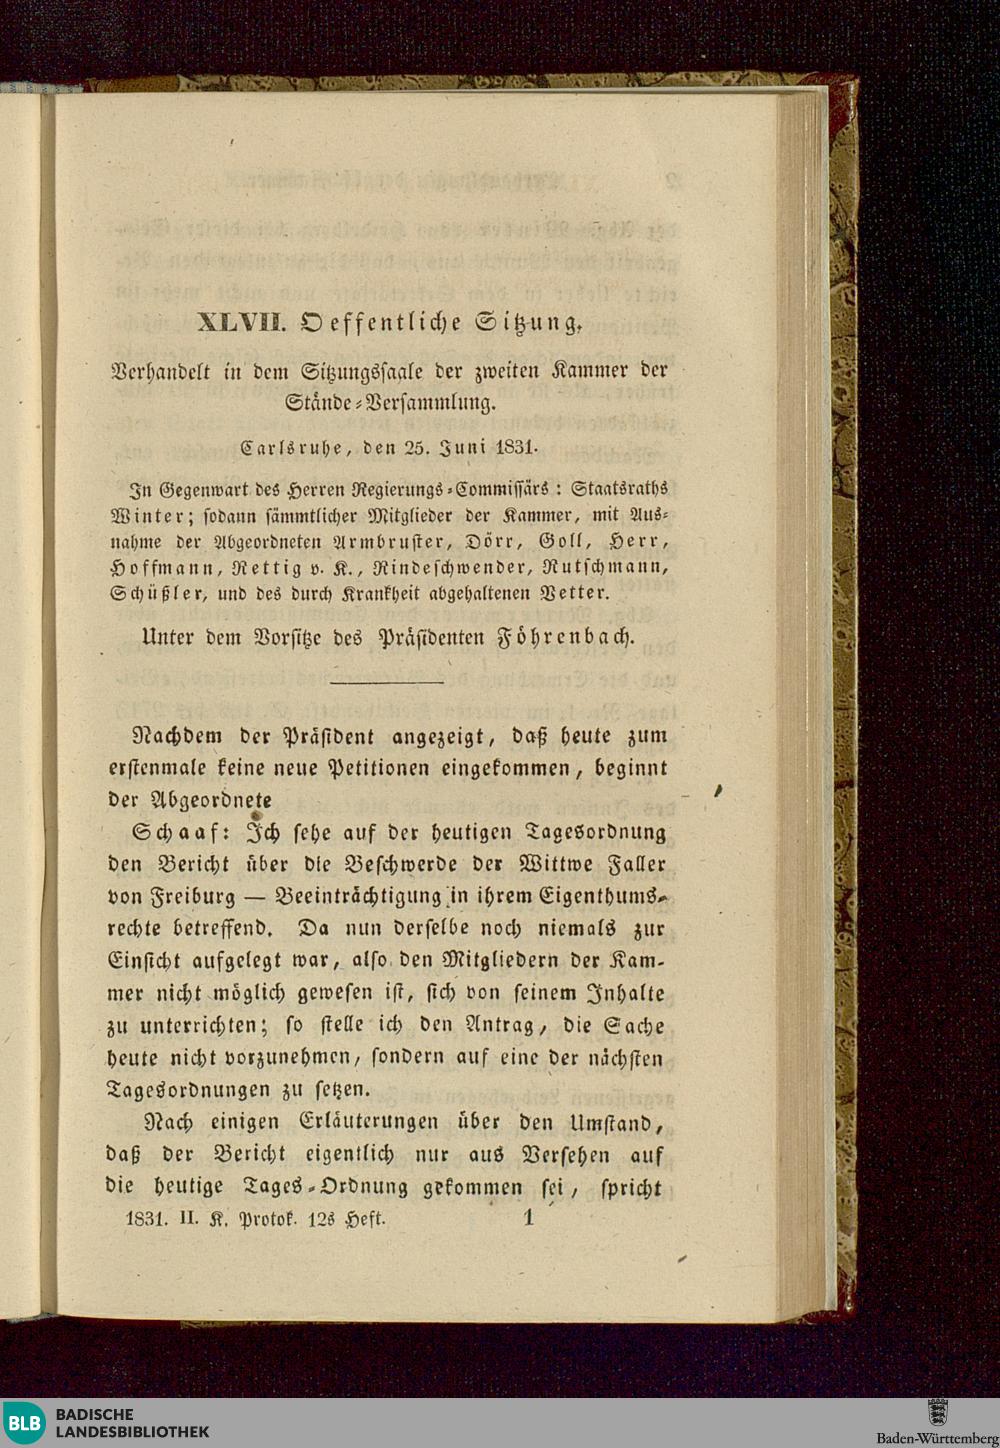 XLVII. Oeffentliche Sitzung.
Verhandelt in dem Sitzungssaale der zweiten Kammer der
Stände-Versammlung.
Carlsruhe, den 25. Juni 1831.
In Gegenwart des Herren Regierungs-Commissärs: Staatsraths
Winter; sodann sämmtlicher Mitglieder der Kammer, mit Aus-
nahme der Abgeordneten Armbruster, Dörr, Goll, Herr,
Hoffmann, Rettig v. K., Rindeschwender, Rutschmann,
Schüßler, und des durch Krankheit abgehaltenen Vetter.
Unter dem Vorsitze des Präsidenten Föhrenbach.
Nachdem der Präsident angezeigt, daß heute zum
erstenmale keine neue Petitionen eingekommen, beginnt
der Abgeordnete
Schaaf: Ich sehe auf der heutigen Tagesordnung
den Bericht über die Beschwerde der Wittwe Faller
von Freiburg — Beeinträchtigung in ihrem Eigenthums-
rechte betreffend. Da nun derselbe noch niemals zur
Einsicht aufgelegt war, also den Mitgliedern der Kam-
mer nicht möglich gewesen ist, sich von seinem Inhalte
zu unterrichten; so stelle ich den Antrag, die Sache
heute nicht vorzunehmen, sondern auf eine der nächsten
Tagesordnungen zu setzen.
Nach einigen Erläuterungen über den Umstand,
daß der Bericht eigentlich nur aus Versehen auf
die heutige Tages-Ordnung gekommen sei, spricht
1831. II. K. Protok. 12s Heft. 1
BLB BADISCHE
LANDESBIBLIOTHEK
Baden-Württemberg